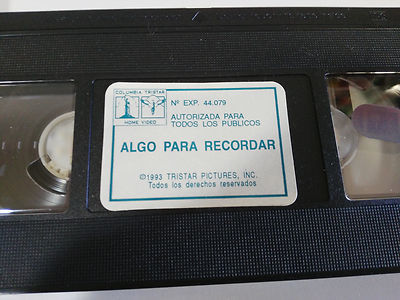 COLUMBIA TRISTAR
HOME VIDEO
Nº EXP. 44.079
AUTORIZADA PARA
TODOS LOS PUBLICOS
ALGO PARA RECORDAR
©1993 TRISTAR PICTURES, INC.
Todos los derechos reservados